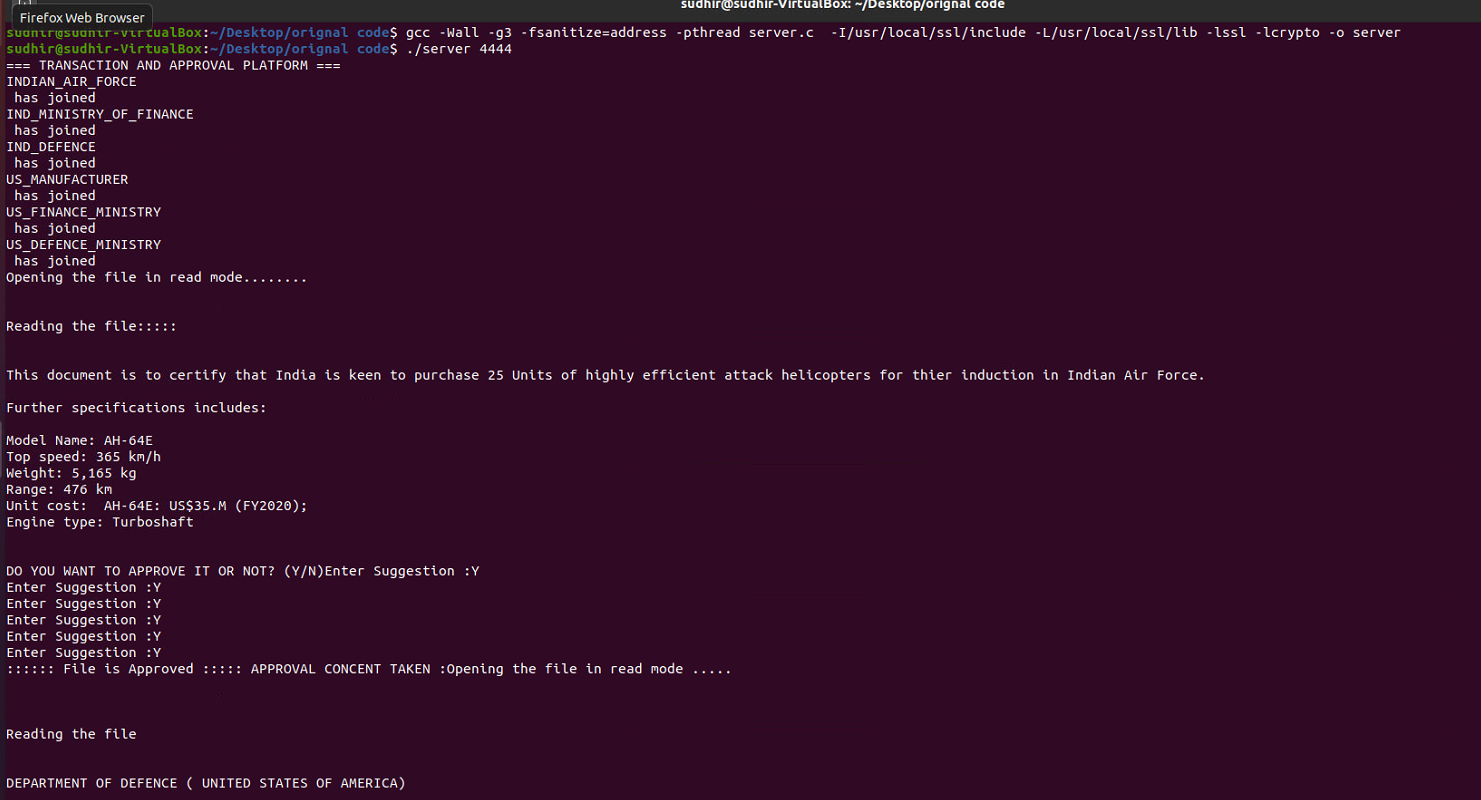 sudhir@sudhir-VirtualBox: ~/Desktop/orignal code
Firefox Web Browser
sudhir@sudhir-VirtualBox:~/Desktop/orignal code$ gcc -Wall -g3 -fsanitize=address -pthread server.c  -I/usr/local/ssl/include -L/usr/local/ssl/lib -lssl -lcrypto -o server
sudhir@sudhir-VirtualBox:~/Desktop/orignal code$ ./server 4444
=== TRANSACTION AND APPROVAL PLATFORM ===
INDIAN_AIR_FORCE
 has joined
IND_MINISTRY_OF_FINANCE
 has joined
IND_DEFENCE
 has joined
US_MANUFACTURER
 has joined
US_FINANCE_MINISTRY
 has joined
US_DEFENCE_MINISTRY
 has joined
Opening the file in read mode........
Reading the file:::::
This document is to certify that India is keen to purchase 25 Units of highly efficient attack helicopters for thier induction in Indian Air Force.
Further specifications includes:
Model Name: AH-64E
Top speed: 365 km/h
Weight: 5,165 kg
Range: 476 km
Unit cost:  AH-64E: US$35.M (FY2020);
Engine type: Turboshaft
DO YOU WANT TO APPROVE IT OR NOT? (Y/N)Enter Suggestion :Y
Enter Suggestion :Y
Enter Suggestion :Y
Enter Suggestion :Y
Enter Suggestion :Y
Enter Suggestion :Y
:::::: File is Approved ::::: APPROVAL CONCENT TAKEN :Opening the file in read mode .....
Reading the file
DEPARTMENT OF DEFENCE ( UNITED STATES OF AMERICA)